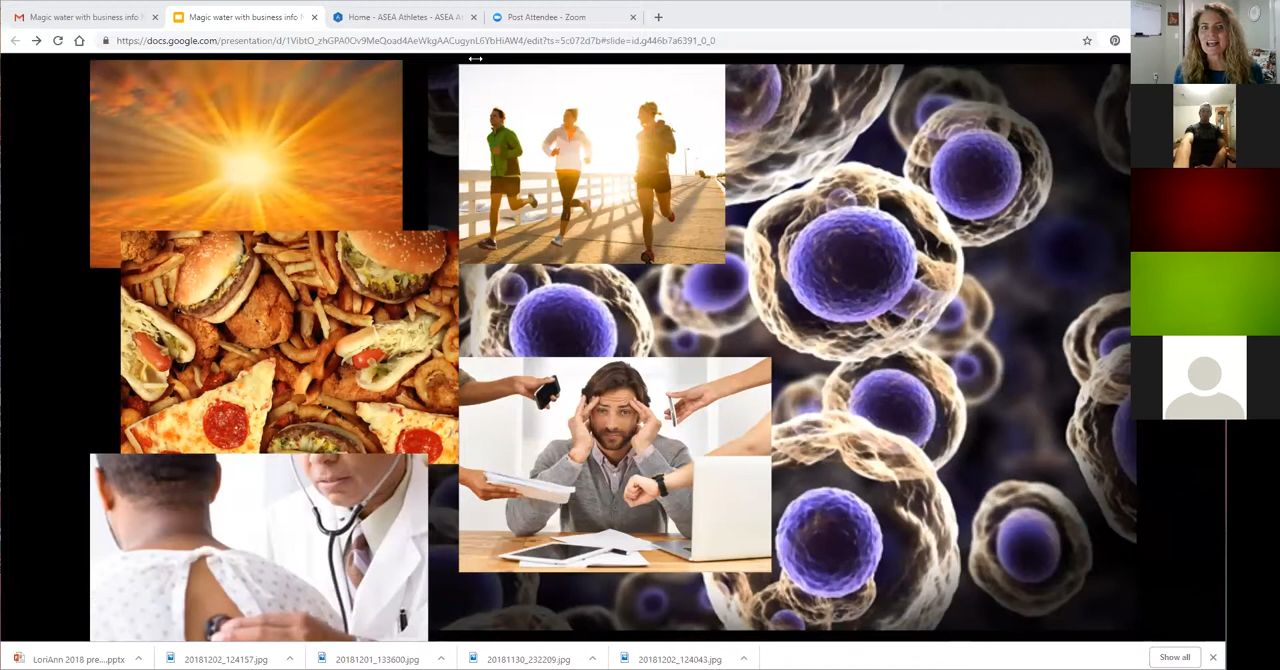 Magic water with business info N
Magic water with business info N
Home - ASEA Athletes - ASEA At
Post Attendee - Zoom
https://docs.google.com/presentation/d/1VibtO_zhGPA0Ov9MeQoad4AeWkgAACugynL6YbHiAW4/edit?ts=5c072d7b#slide=id.g446b7a6391_0_0
LoriAnn 2018 pre....pptx
20181202_124157.jpg
20181201_133600.jpg
20181130_232209.jpg
20181202_124043.jpg
Show all